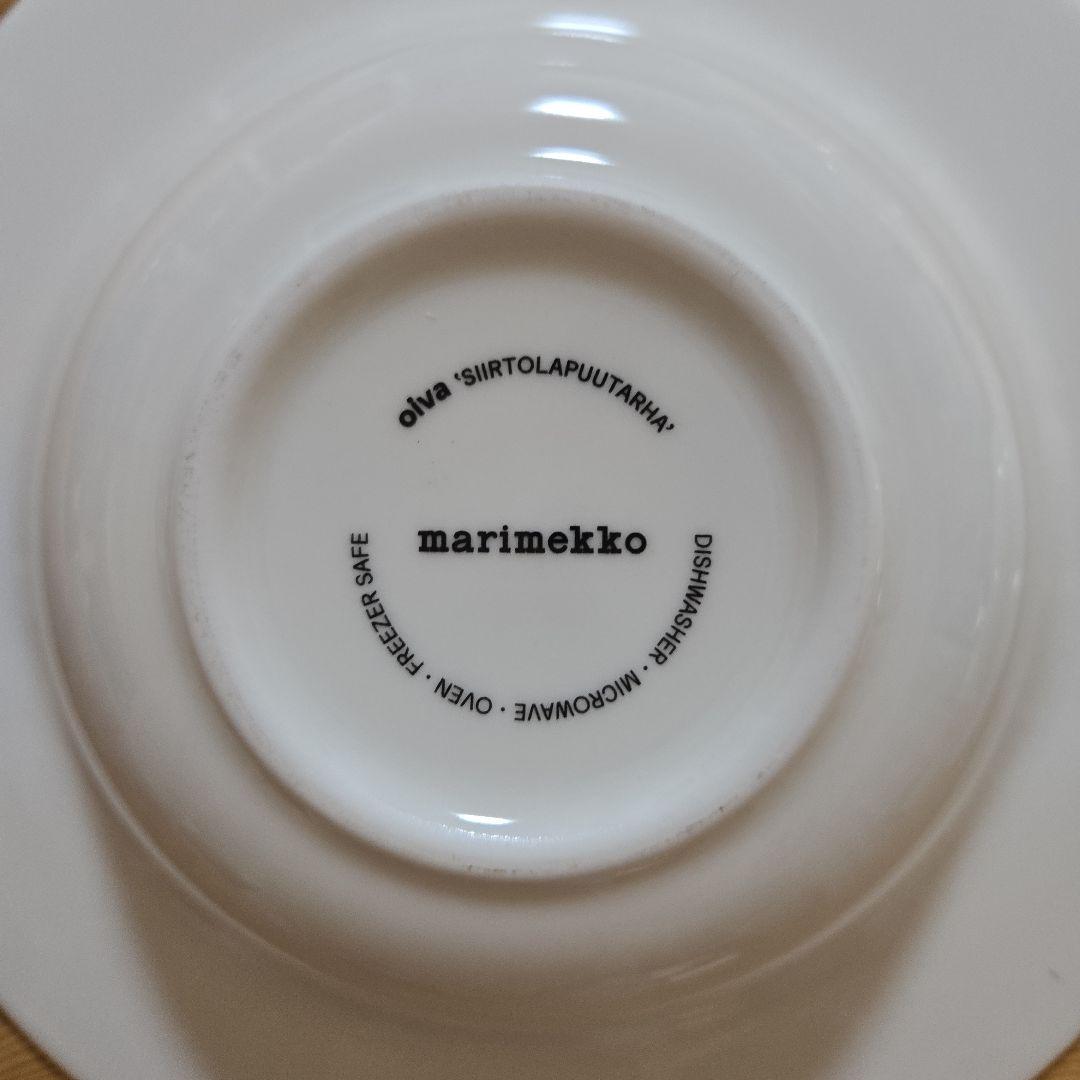 oiva ‘SIIRTOLAPUUTARHA’
marimekko
DISHWASHER · MICROWAVE · OVEN · FREEZER SAFE